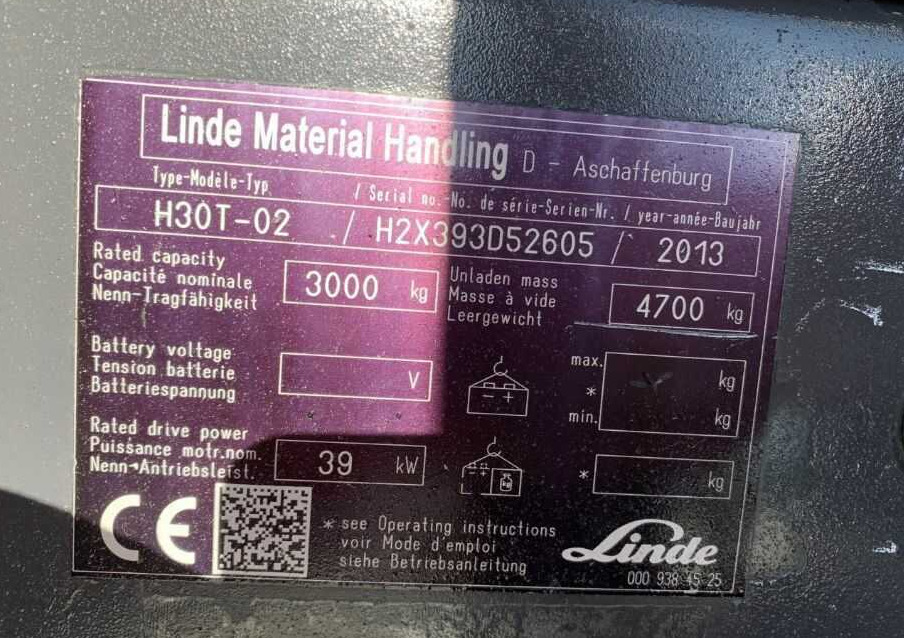 Linde Material Handling D - Aschaffenburg
Type-Modèle-Typ / Serial no.-No. de série-Serien-Nr. / year-année-Baujahr
H30T-02 / H2X393D52605 / 2013
Rated capacity
Capacité nominale
Nenn-Tragfähigkeit
3000 kg
Unladen mass
Masse à vide
Leergewicht
4700 kg
Battery voltage
Tension batterie
Batteriespannung
V
- +
max. kg
*
min. kg
Rated drive power
Puissance motr.nom.
Nenn-Antriebsleist.
39 kW
- +
kg
* kg
CE
* see Operating instructions
voir Mode d'emploi
siehe Betriebsanleitung
Linde
000 938 45 25